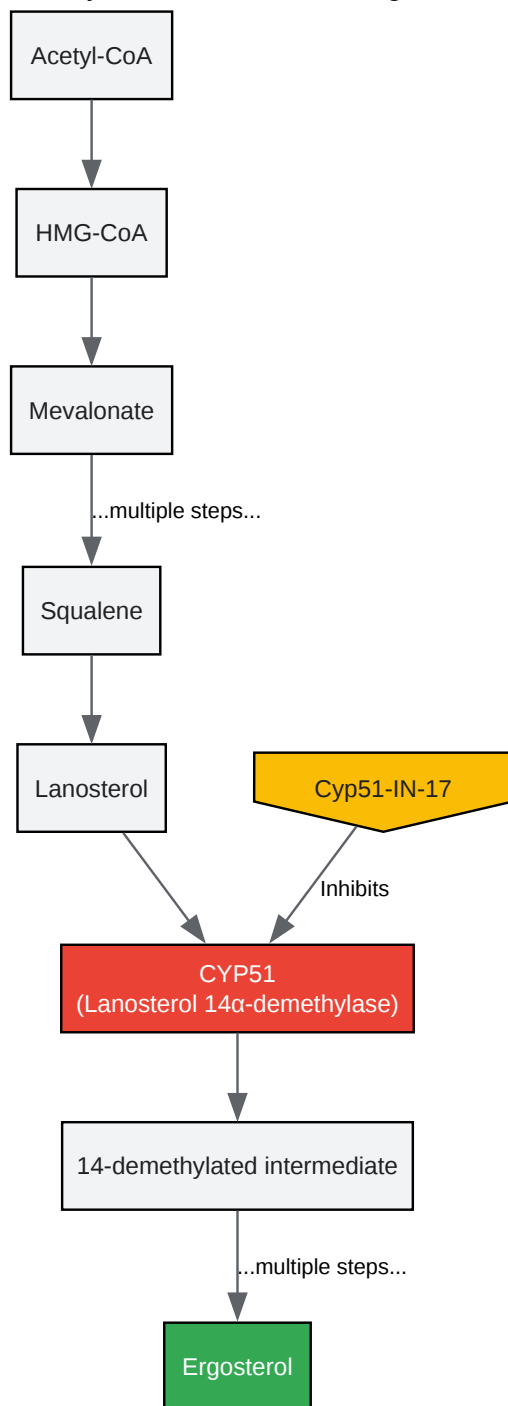 Acetyl-CoA
HMG-CoA
Mevalonate
...multiple steps...
Squalene
Lanosterol
Cyp51-IN-17
Inhibits
CYP51
(Lanosterol 14α-demethylase)
14-demethylated intermediate
...multiple steps...
Ergosterol